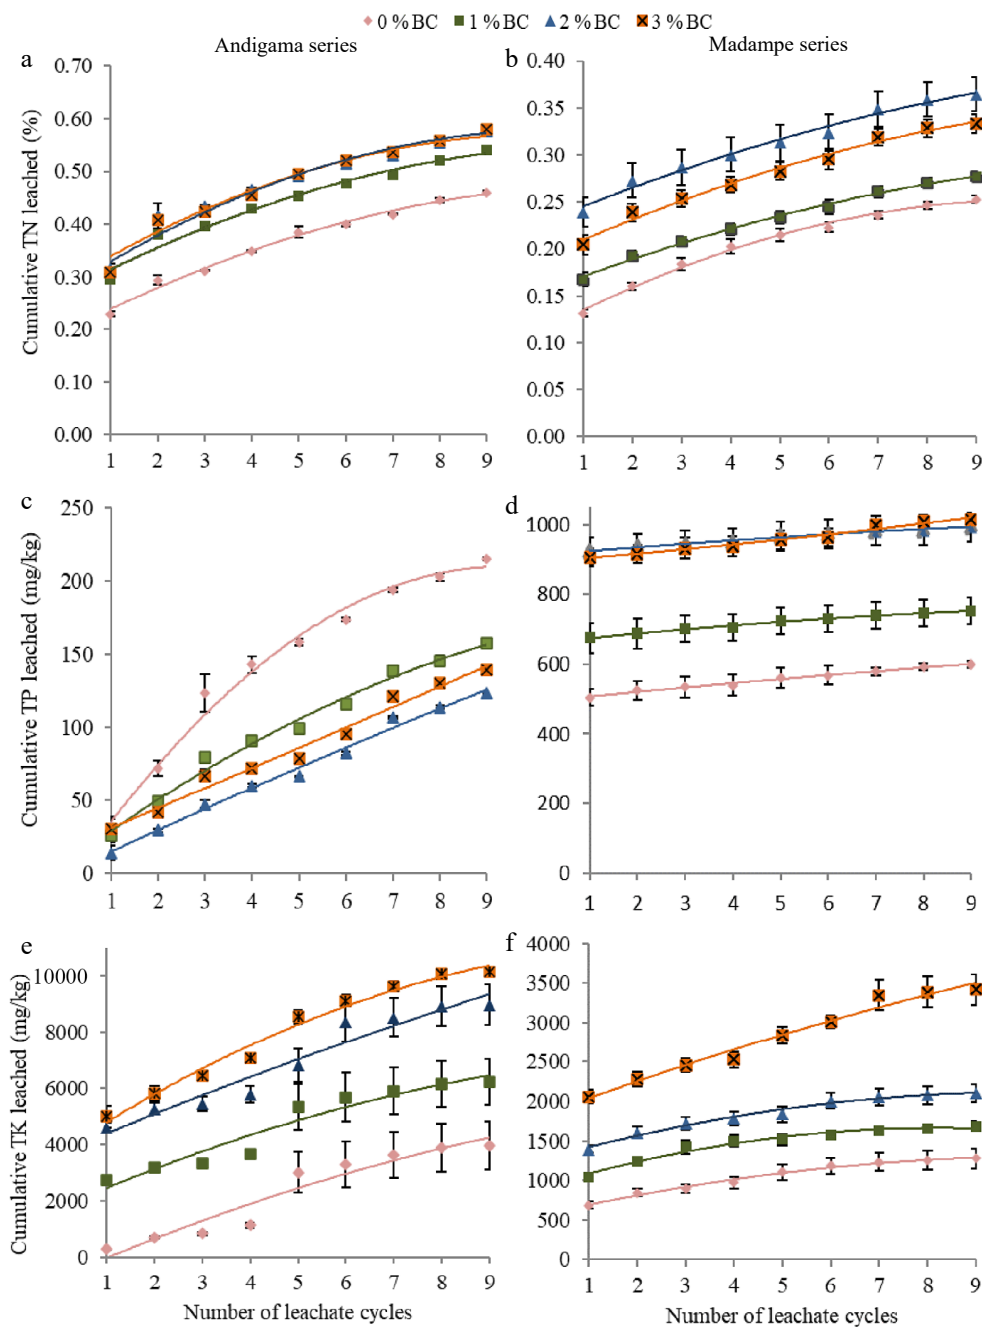 0 % BC 1 % BC 2 % BC 3 % BC
Andigama series
Madampe series
a
Cumulative TN leached (%)
0.70
0.60
0.50
0.40
0.30
0.20
0.10
0.00
1 2 3 4 5 6 7 8 9
b
0.40
0.35
0.30
0.25
0.20
0.15
0.10
0.05
0.00
1 2 3 4 5 6 7 8 9
c
Cumulative TP leached (mg/kg)
250
200
150
100
50
0
1 2 3 4 5 6 7 8 9
d
1000
800
600
400
200
0
1 2 3 4 5 6 7 8 9
e
Cumulative TK leached (mg/kg)
10000
8000
6000
4000
2000
0
1 2 3 4 5 6 7 8 9
Number of leachate cycles
f
4000
3500
3000
2500
2000
1500
1000
500
0
1 2 3 4 5 6 7 8 9
Number of leachate cycles